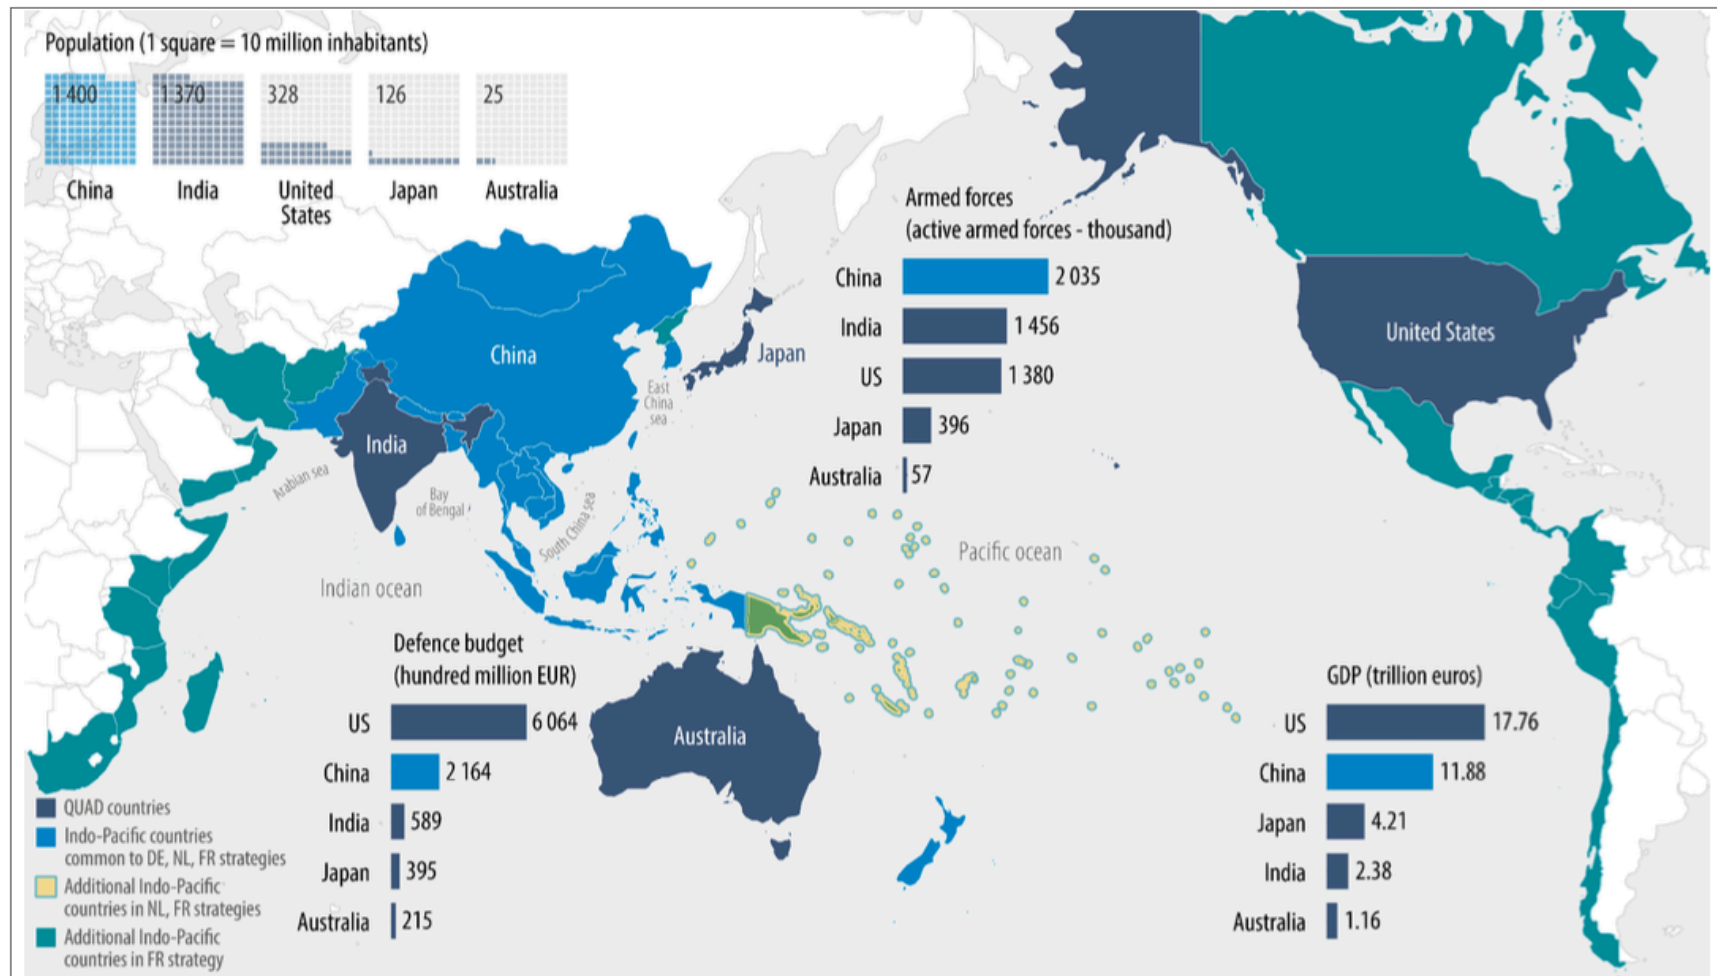 Population (1 square = 10 million inhabitants)
1 400
1 370
328
126
25
China
India
United
States
Japan
Australia
Armed forces
(active armed forces - thousand)
China
2 035
India
1 456
US
1 380
Japan
396
Australia
57
United States
China
Japan
East
China
sea
India
Arabian sea
Bay
of Bengal
South China sea
Pacific ocean
Indian ocean
Defence budget
(hundred million EUR)
US
6 064
China
2 164
India
589
Japan
395
Australia
215
Australia
GDP (trillion euros)
US
17.76
China
11.88
Japan
4.21
India
2.38
Australia
1.16
QUAD countries
Indo-Pacific countries
common to DE, NL, FR strategies
Additional Indo-Pacific
countries in NL, FR strategies
Additional Indo-Pacific
countries in FR strategy